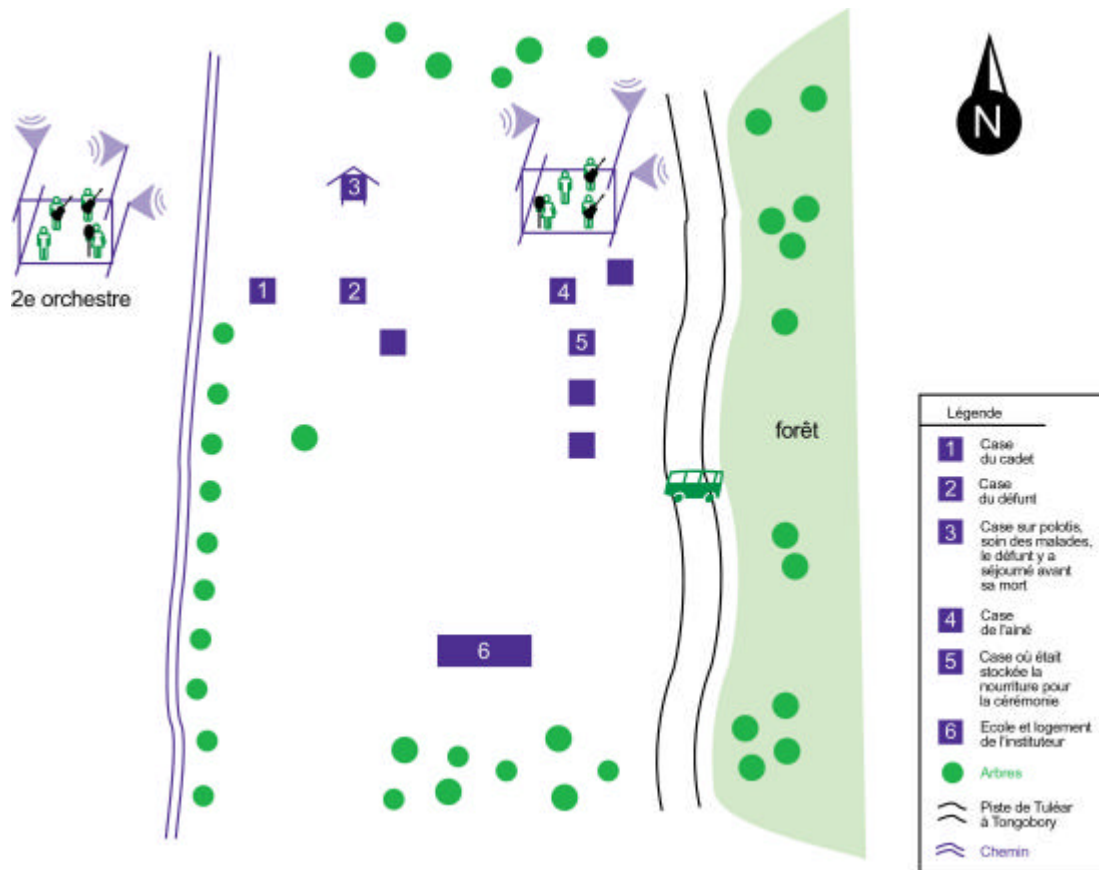 N
3
2e orchestre
1
2
4
5
forêt
6
Légende
1 Case
du cadet
2 Case
du défunt
3 Case sur polotis,
soin des malades,
le défunt y a
séjourné avant
sa mort
4 Case
de l'ainé
5 Case où était
stockée la
nourriture pour
la cérémonie
6 Ecole et logement
de l'instituteur
Arbres
Piste de Tuléar
à Tongobory
Chemin